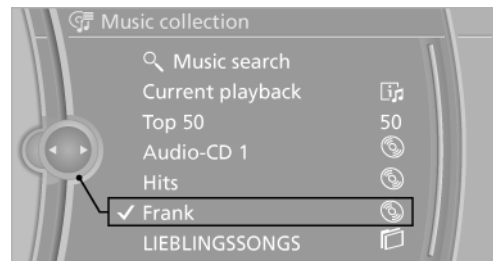 Music collection
Music search
Current playback
Top 50 50
Audio-CD 1
Hits
Frank
LIEBLINGSSONGS